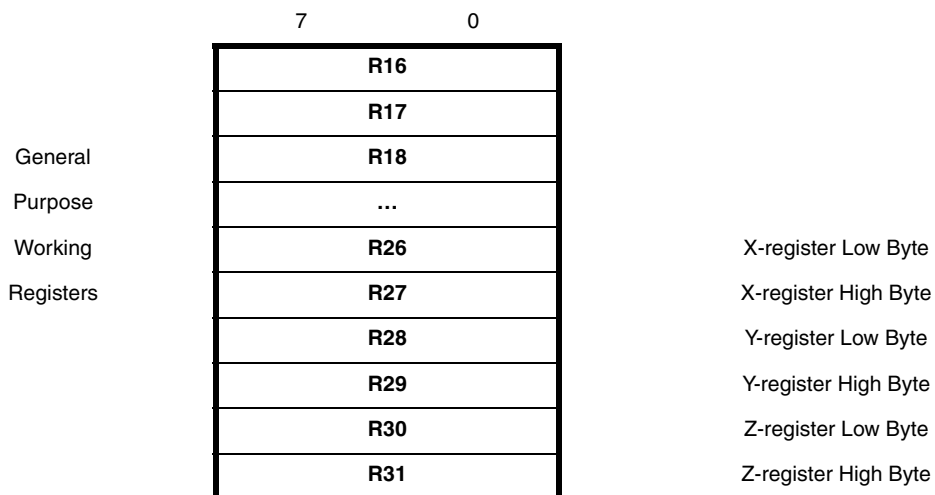 7 0
R16
R17
General R18
Purpose ...
Working R26 X-register Low Byte
Registers R27 X-register High Byte
R28 Y-register Low Byte
R29 Y-register High Byte
R30 Z-register Low Byte
R31 Z-register High Byte